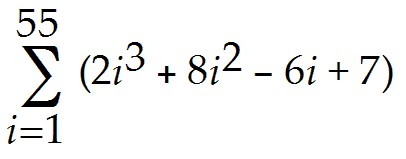 55
∑ (2i³ + 8i² – 6i + 7)
i=1